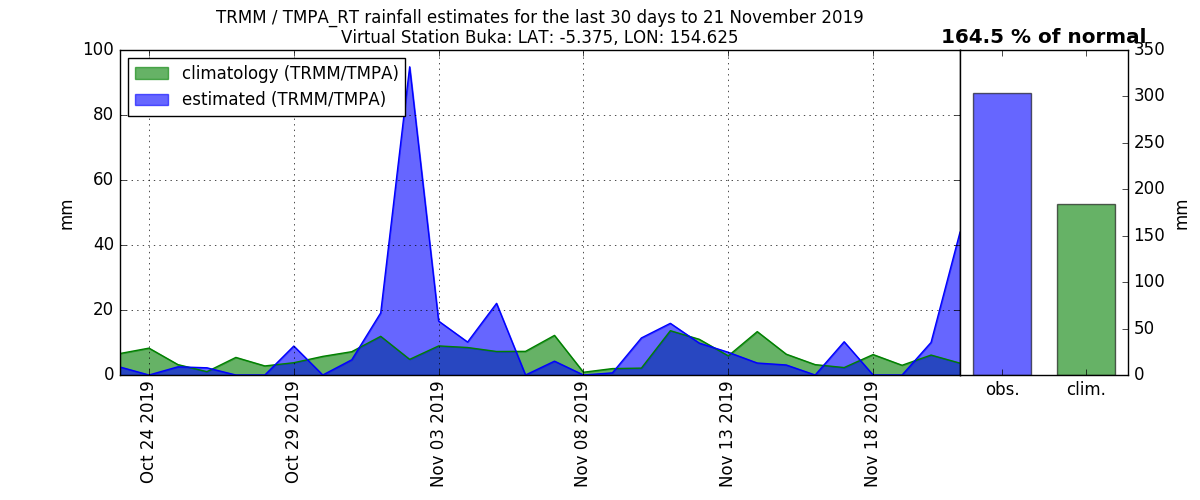 TRMM / TMPA_RT rainfall estimates for the last 30 days to 21 November 2019
Virtual Station Buka: LAT: -5.375, LON: 154.625
164.5 % of normal
climatology (TRMM/TMPA)
estimated (TRMM/TMPA)
mm
100
80
60
40
20
0
Oct 24 2019
Oct 29 2019
Nov 03 2019
Nov 08 2019
Nov 13 2019
Nov 18 2019
obs.
clim.
350
300
250
200
150
100
50
0
mm